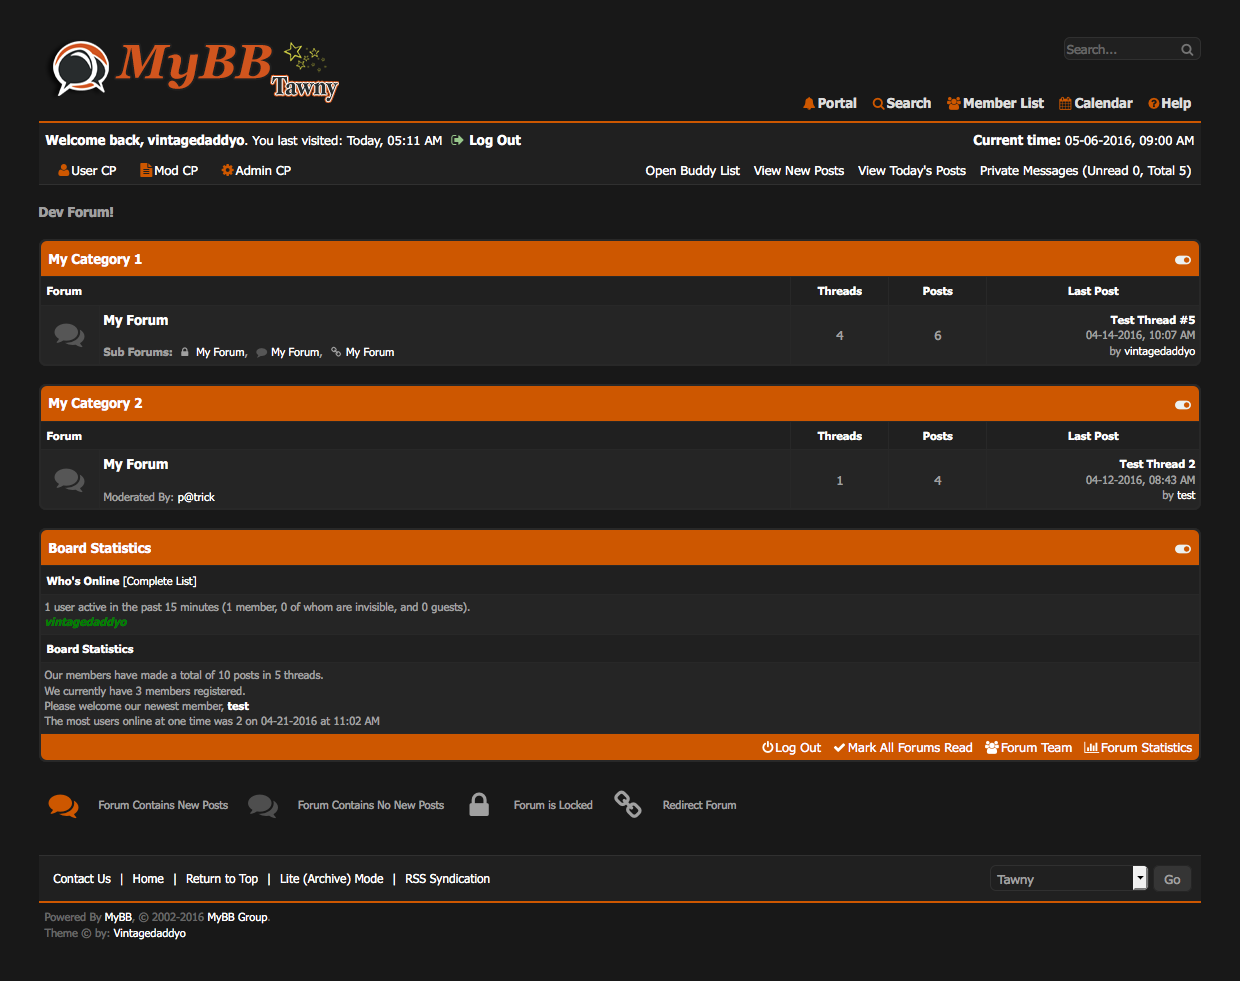 MyBB Tawny
Search...
Portal Search Member List Calendar Help
Welcome back, vintagedaddyo. You last visited: Today, 05:11 AM Log Out
Current time: 05-06-2016, 09:00 AM
User CP Mod CP Admin CP
Open Buddy List View New Posts View Today's Posts Private Messages (Unread 0, Total 5)
Dev Forum!
My Category 1
Forum Threads Posts Last Post
My Forum
Sub Forums: My Forum, My Forum, My Forum
4
6
Test Thread #5
04-14-2016, 10:07 AM
by vintagedaddyo
My Category 2
Forum Threads Posts Last Post
My Forum
Moderated By: p@trick
1
4
Test Thread 2
04-12-2016, 08:43 AM
by test
Board Statistics
Who's Online [Complete List]
1 user active in the past 15 minutes (1 member, 0 of whom are invisible, and 0 guests).
vintagedaddyo
Board Statistics
Our members have made a total of 10 posts in 5 threads.
We currently have 3 members registered.
Please welcome our newest member, test
The most users online at one time was 2 on 04-21-2016 at 11:02 AM
Log Out Mark All Forums Read Forum Team Forum Statistics
Forum Contains New Posts Forum Contains No New Posts Forum is Locked Redirect Forum
Contact Us | Home | Return to Top | Lite (Archive) Mode | RSS Syndication
Tawny Go
Powered By MyBB, © 2002-2016 MyBB Group.
Theme © by: Vintagedaddyo